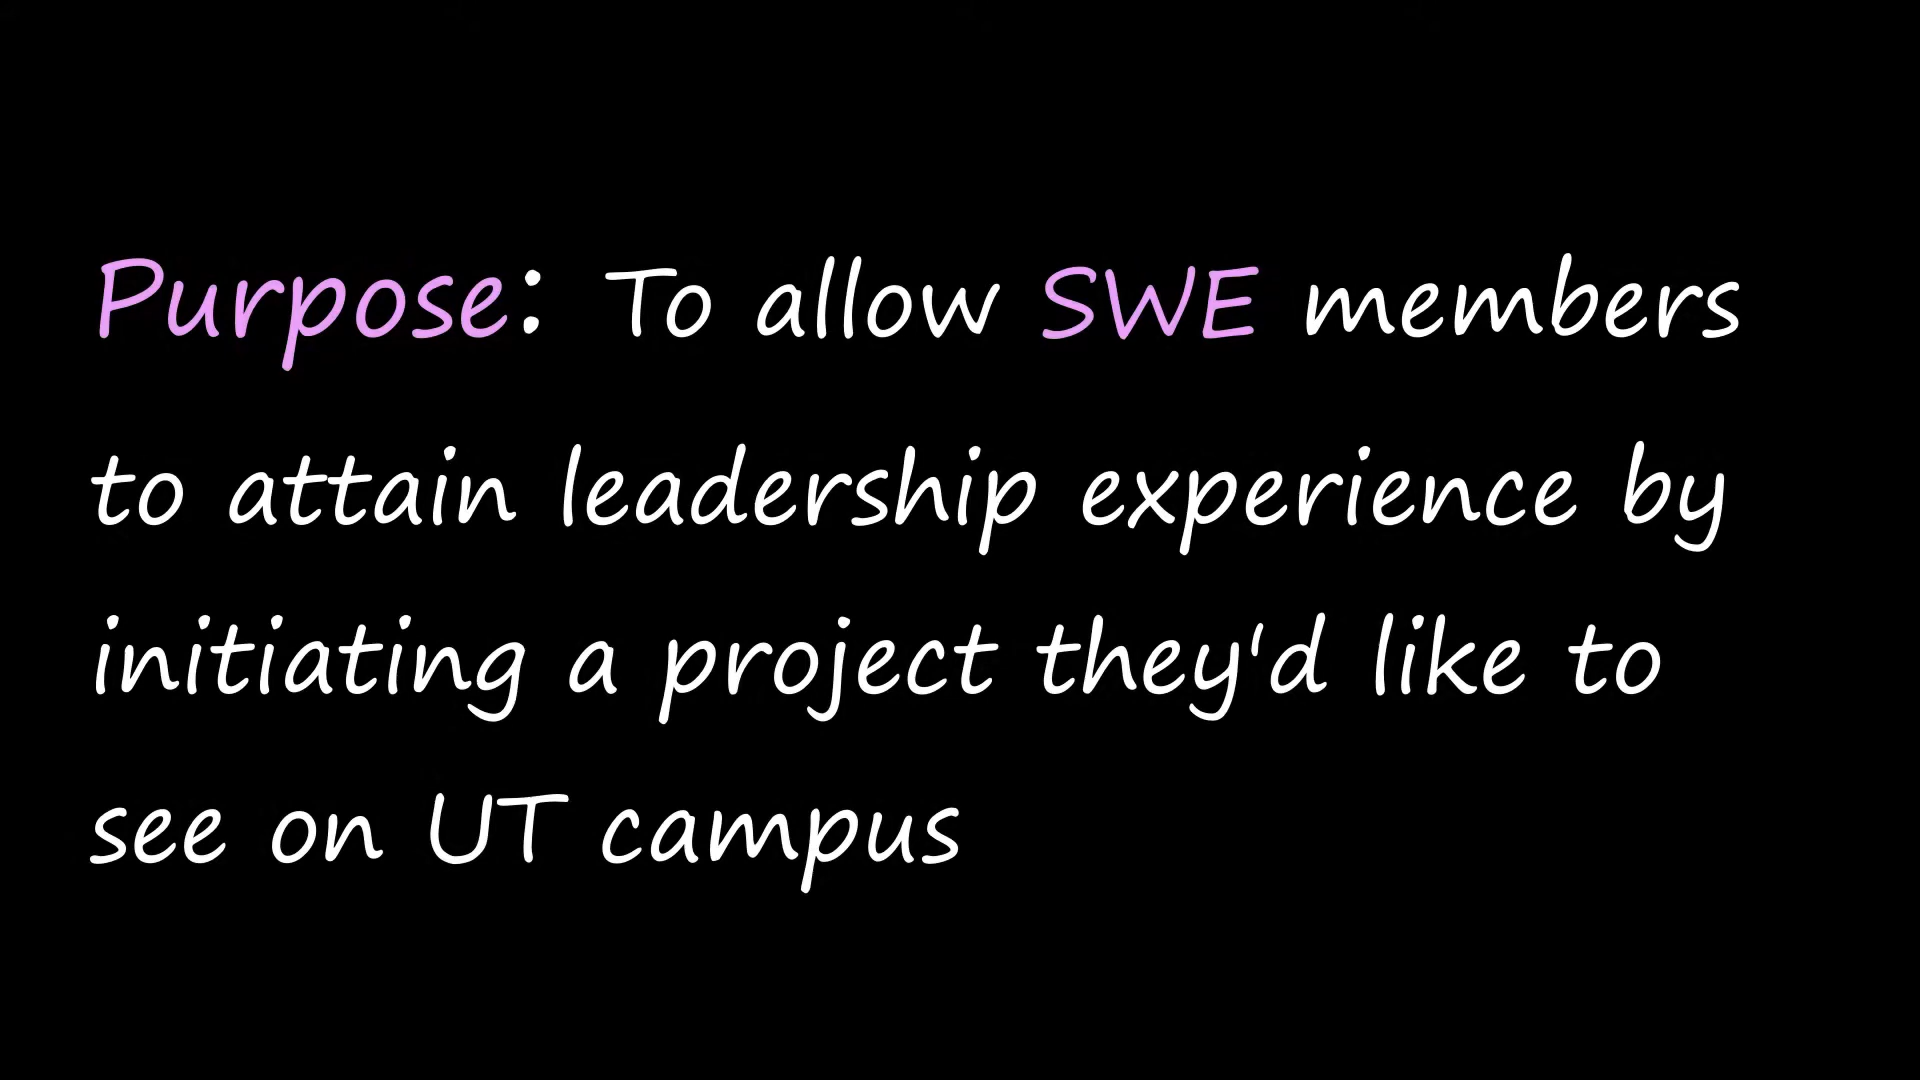 Purpose: To allow SWE members
to attain leadership experience by
initiating a project they'd like to
see on UT campus